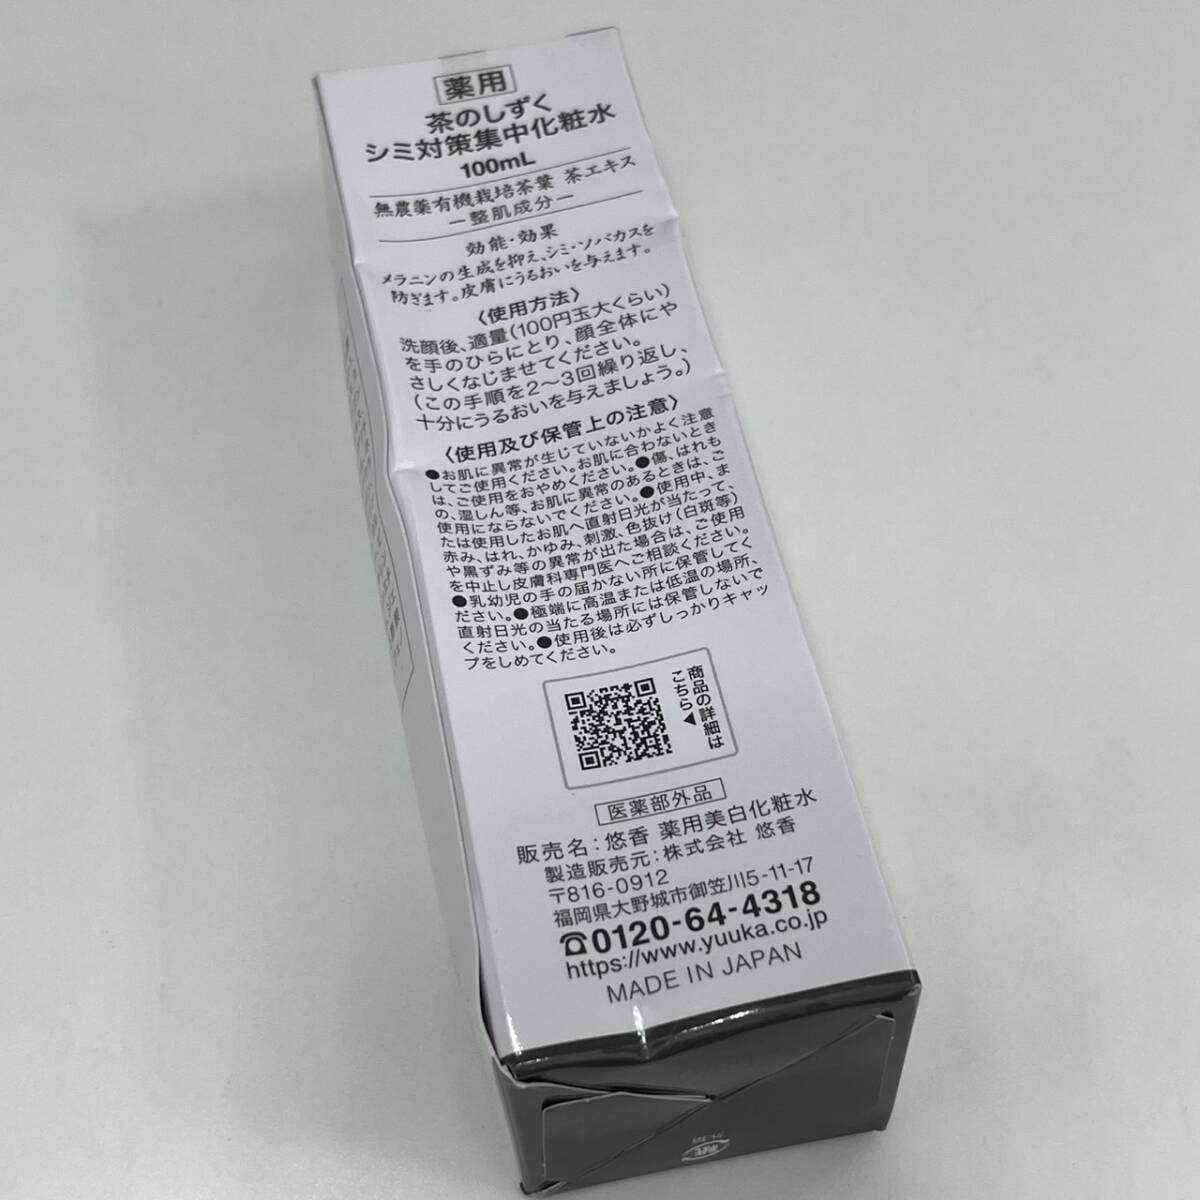 薬用
茶のしずく
シミ対策集中化粧水
100mL
無農薬有機栽培茶葉 茶エキス
―整肌成分―
効能・効果
メラニンの生成を抑え、シミ・ソバカスを
防ぎます。皮膚にうるおいを与えます。
〈使用方法〉
洗顔後、適量(100円玉大くらい)
を手のひらにとり、顔全体にや
さしくなじませてください。
(この手順を2〜3回繰り返し、
十分にうるおいを与えましょう。)
〈使用及び保管上の注意〉
●お肌に異常が生じていないかよく注意
してご使用ください。お肌に合わないとき
は、ご使用をおやめください。●傷、はれも
の、湿しん等、お肌に異常のあるときは、ご
使用にならないでください。●使用中、ま
たは使用したお肌へ直射日光が当たって、
赤み、はれ、かゆみ、刺激、色抜け(白斑等)
や黒ずみ等の異常が出た場合は、ご使用
を中止し皮膚科専門医へご相談ください。
●乳幼児の手の届かない所に保管してく
ださい。●極端に高温または低温の場所、
直射日光の当たる場所には保管しないで
ください。●使用後は必ずしっかりキャッ
プをしめてください。
商品の詳細は
こちら◀
医薬部外品
販売名:悠香 薬用美白化粧水
製造販売元:株式会社 悠香
〒816-0912
福岡県大野城市御笠川5-11-17
☎0120-64-4318
https://www.yuuka.co.jp
MADE IN JAPAN